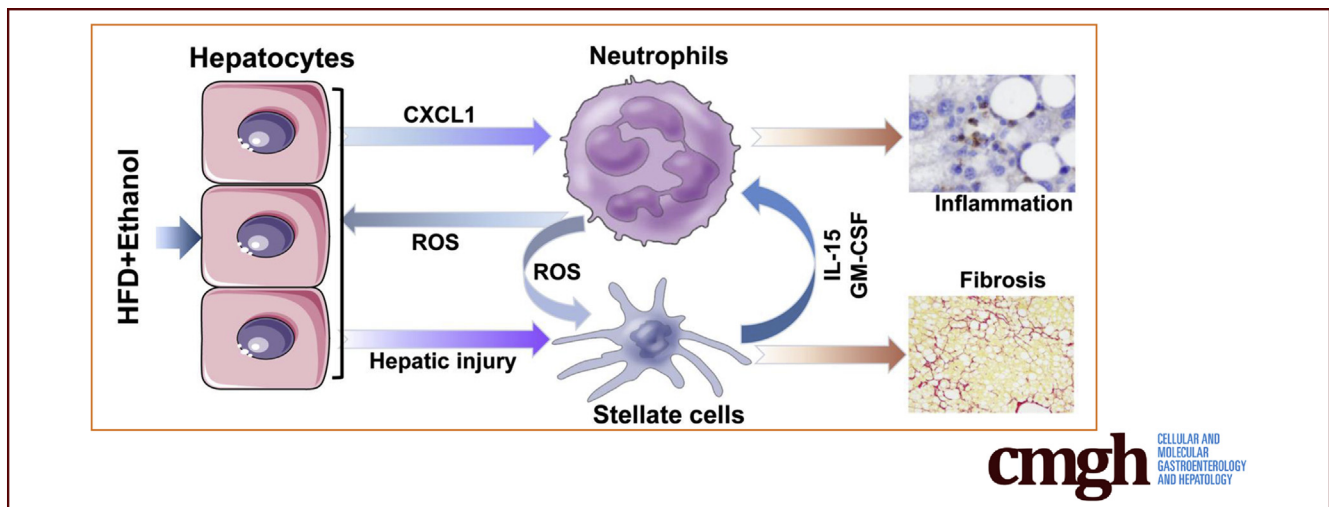 Hepatocytes
Neutrophils
CXCL1
Inflammation
HFD+Ethanol
ROS
ROS
IL-15
GM-CSF
Fibrosis
Hepatic injury
Stellate cells
cmgh
CELLULAR AND
MOLECULAR
GASTROENTEROLOGY
AND HEPATOLOGY